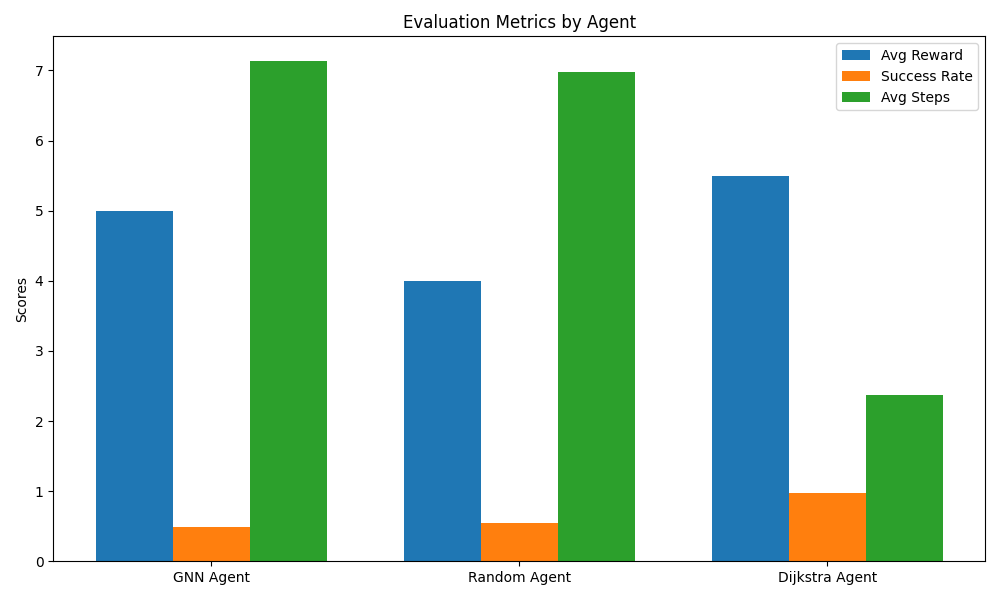 Evaluation Metrics by Agent
Avg Reward
Success Rate
Avg Steps
Scores
7
6
5
4
3
2
1
0
GNN Agent
Random Agent
Dijkstra Agent